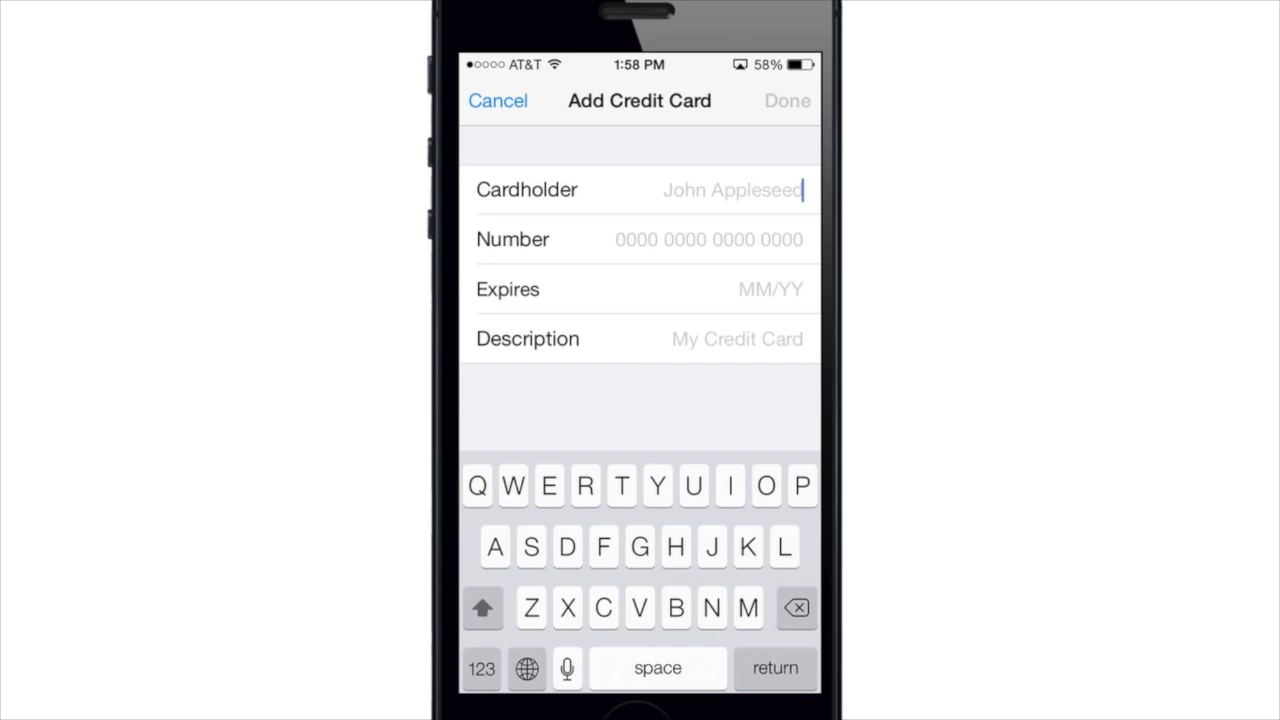 AT&T 1:58 PM 58%
Cancel Add Credit Card Done
Cardholder John Appleseed
Number 0000 0000 0000 0000
Expires MM/YY
Description My Credit Card
Q W E R T Y U I O P
A S D F G H J K L
Z X C V B N M
123 space return